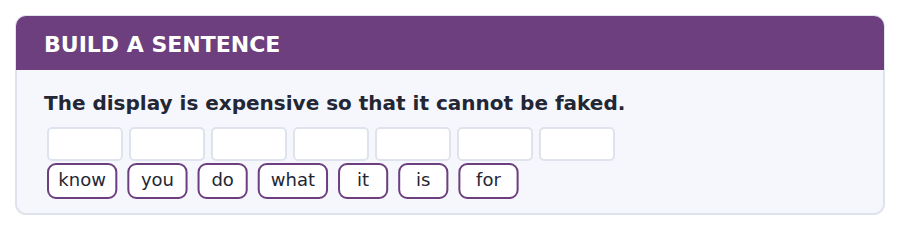 BUILD A SENTENCE
The display is expensive so that it cannot be faked.
know you do what it is for